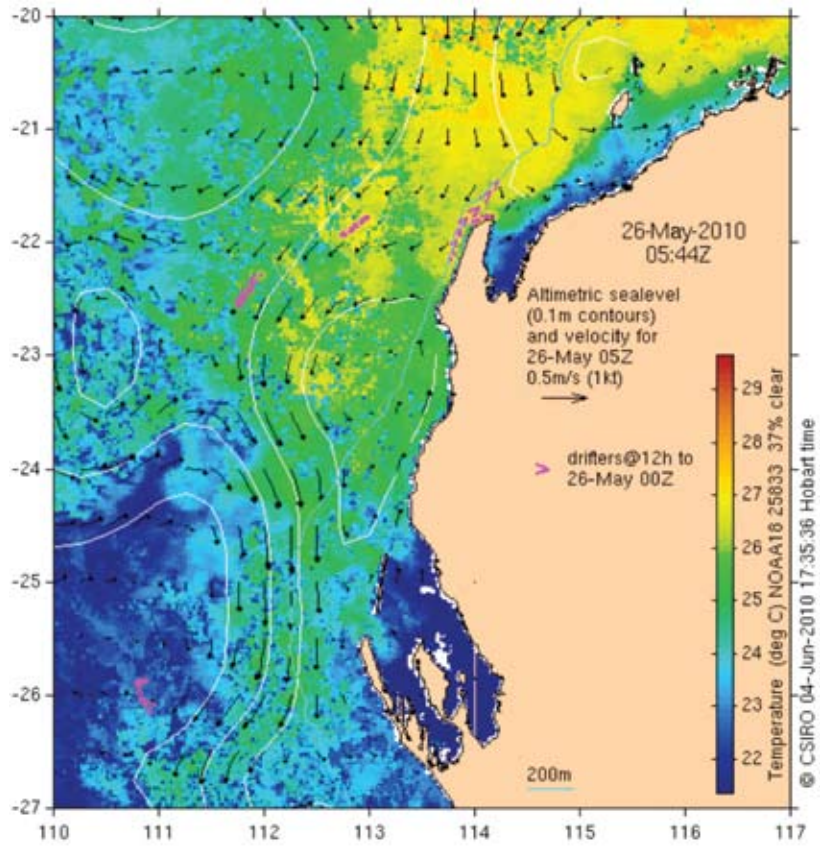 -20
-21
-22
-23
-24
-25
-26
-27
110
111
112
113
114
115
116
117
26-May-2010
05:44Z
Altimetric sealevel
(0.1m contours)
and velocity for
26-May 05Z
0.5m/s (1kt)
drifters@12h to
26-May 00Z
200m
29
28
27
26
25
24
23
22
Temperature (deg C) NOAA18 25833 37% clear
© CSIRO 04-Jun-2010 17:35:36 Hobart time